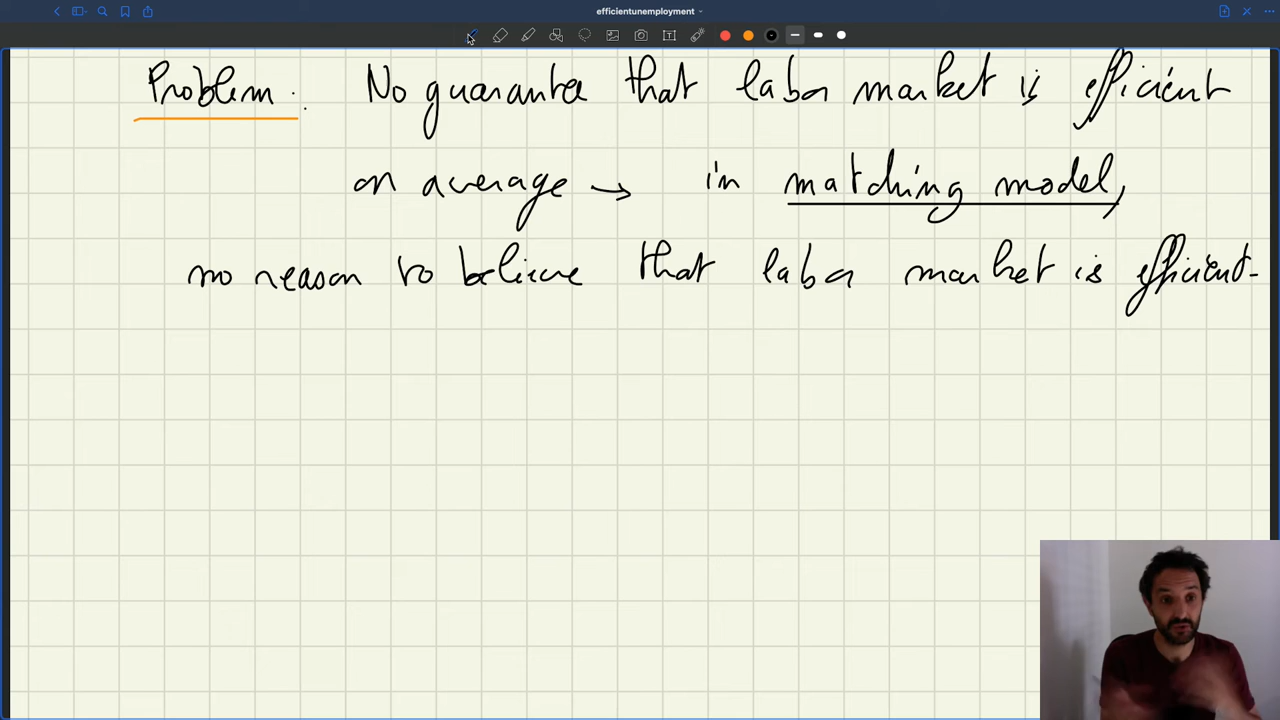 efficientunemployment
Problem : No guarantee that labor market is efficient
on average → in matching model,
no reason to believe that labor market is efficient-